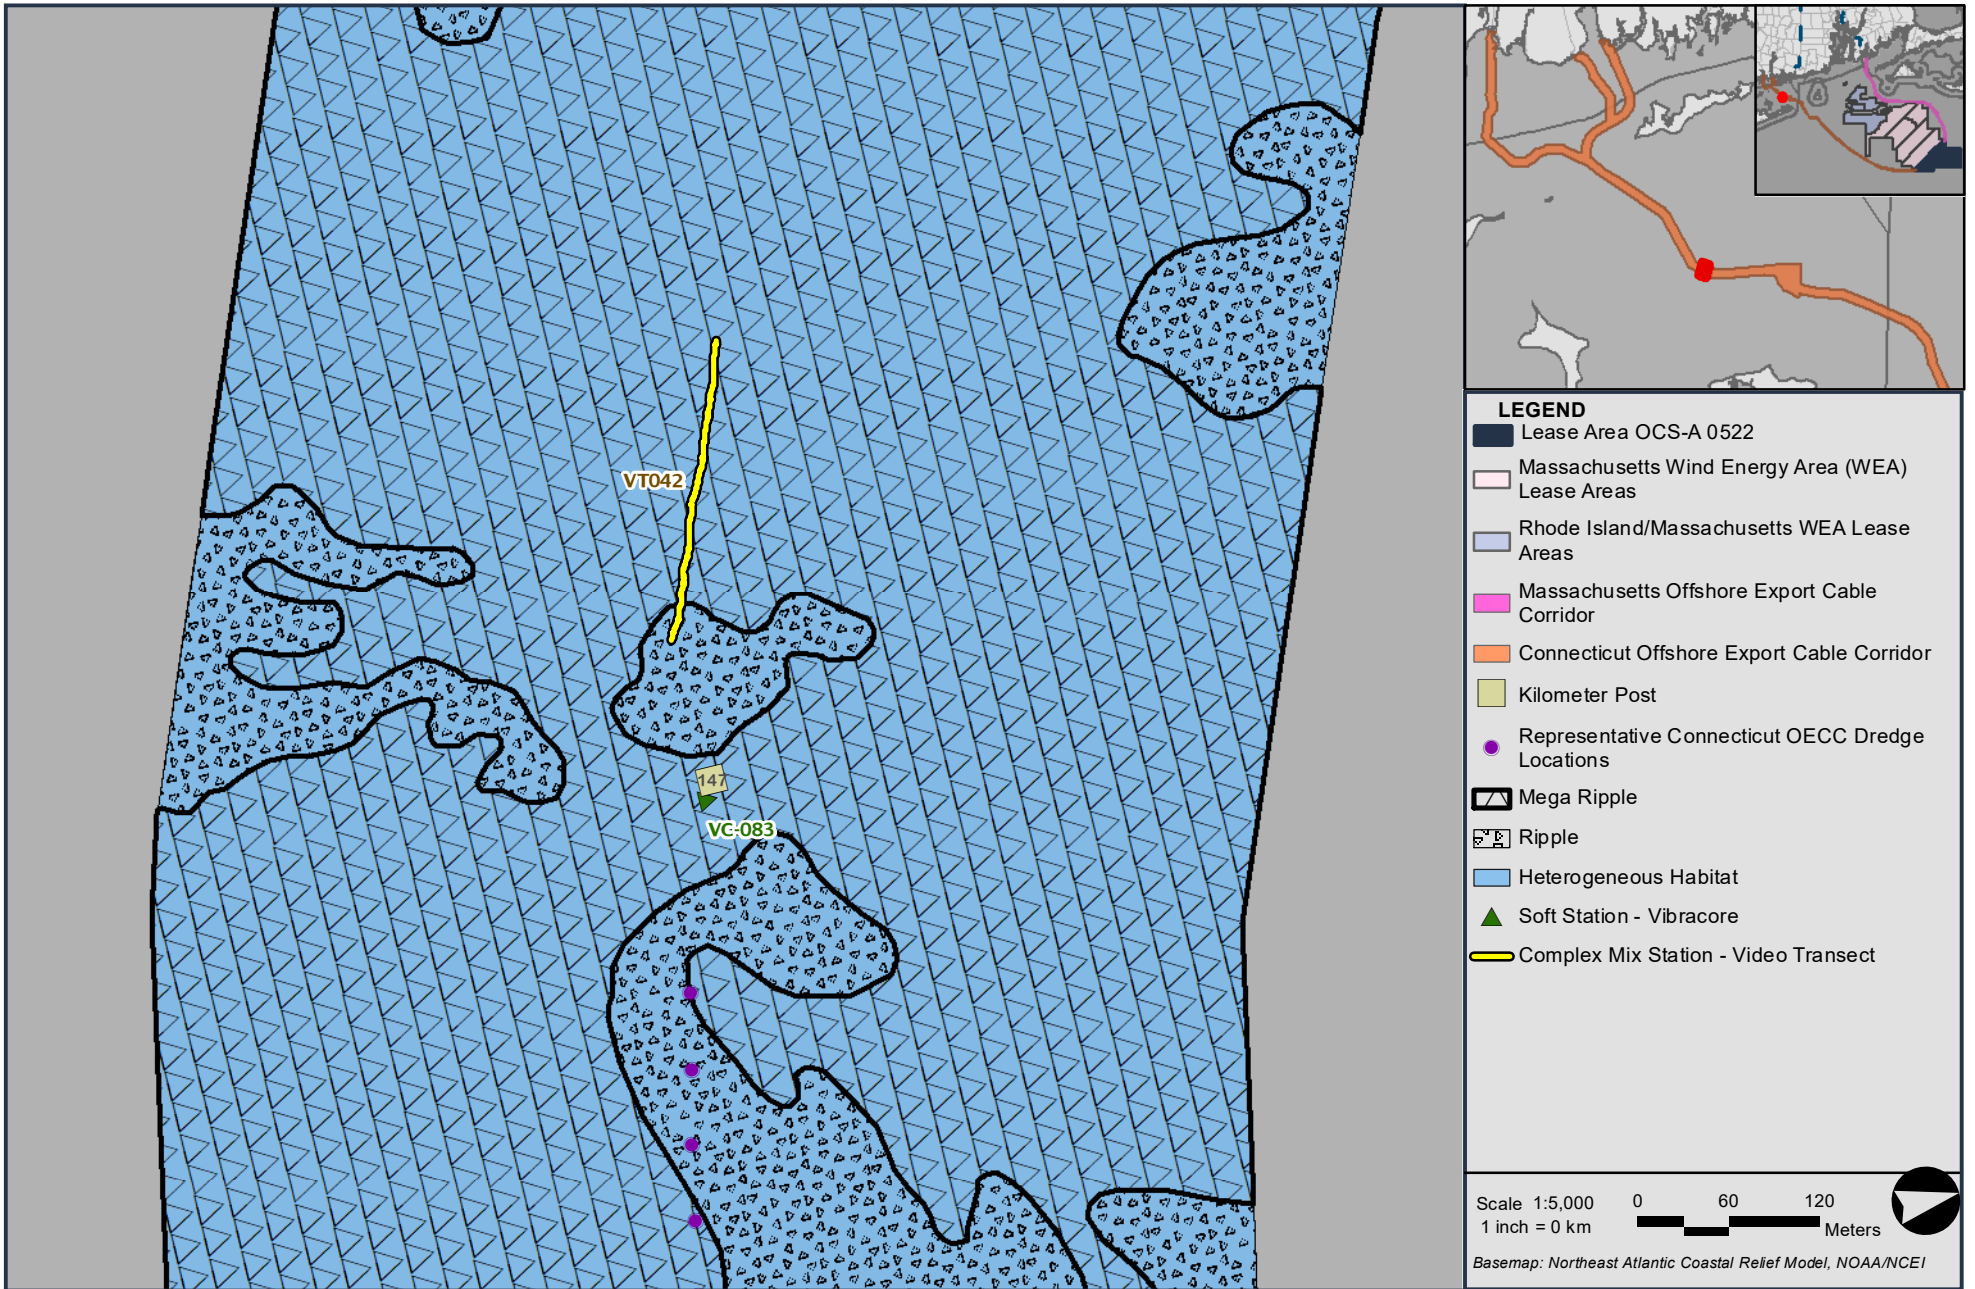 VT042
147
VC-083
LEGEND
Lease Area OCS-A 0522
Massachusetts Wind Energy Area (WEA)
Lease Areas
Rhode Island/Massachusetts WEA Lease
Areas
Massachusetts Offshore Export Cable
Corridor
Connecticut Offshore Export Cable Corridor
Kilometer Post
Representative Connecticut OECC Dredge
Locations
Mega Ripple
Ripple
Heterogeneous Habitat
Soft Station - Vibracore
Complex Mix Station - Video Transect
Scale 1:5,000
1 inch = 0 km
0 60 120
Meters
Basemap: Northeast Atlantic Coastal Relief Model, NOAA/NCEI